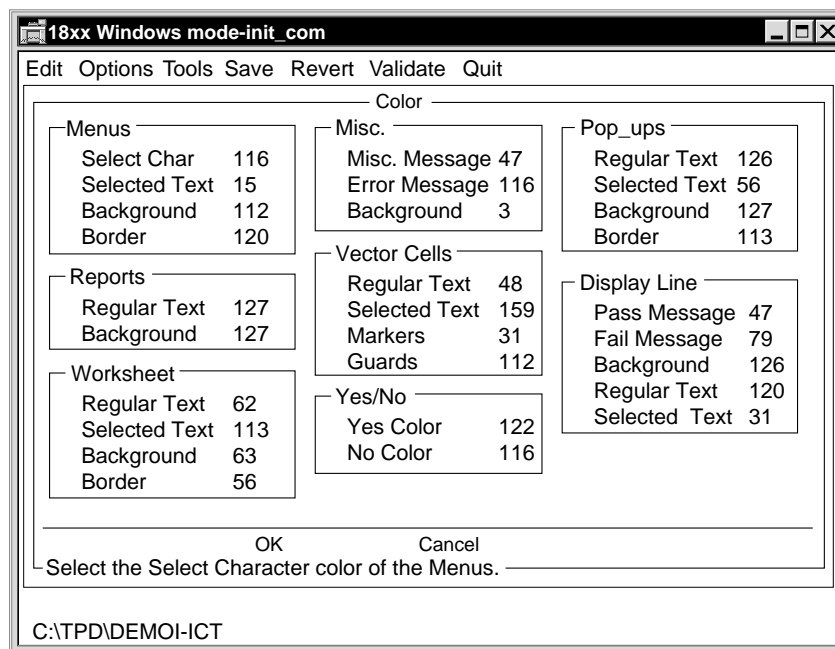 18xx Windows mode-init_com
Edit Options Tools Save Revert Validate Quit
Color
Menus
Select Char 116
Selected Text 15
Background 112
Border 120
Reports
Regular Text 127
Background 127
Worksheet
Regular Text 62
Selected Text 113
Background 63
Border 56
Misc.
Misc. Message 47
Error Message 116
Background 3
Vector Cells
Regular Text 48
Selected Text 159
Markers 31
Guards 112
Yes/No
Yes Color 122
No Color 116
Pop_ups
Regular Text 126
Selected Text 56
Background 127
Border 113
Display Line
Pass Message 47
Fail Message 79
Background 126
Regular Text 120
Selected Text 31
OK Cancel
Select the Select Character color of the Menus.
C:\TPD\DEMOI-ICT